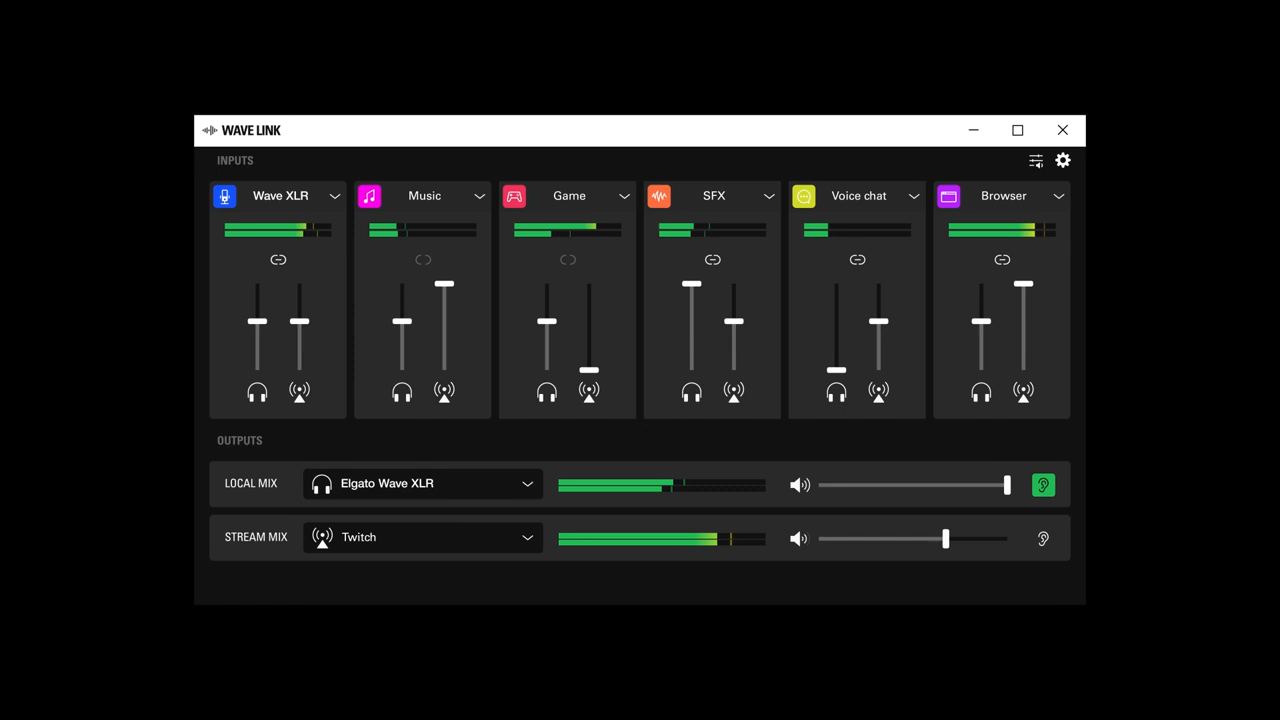 WAVE LINK
INPUTS
Wave XLR
Music
Game
SFX
Voice chat
Browser
OUTPUTS
LOCAL MIX
Elgato Wave XLR
STREAM MIX
Twitch